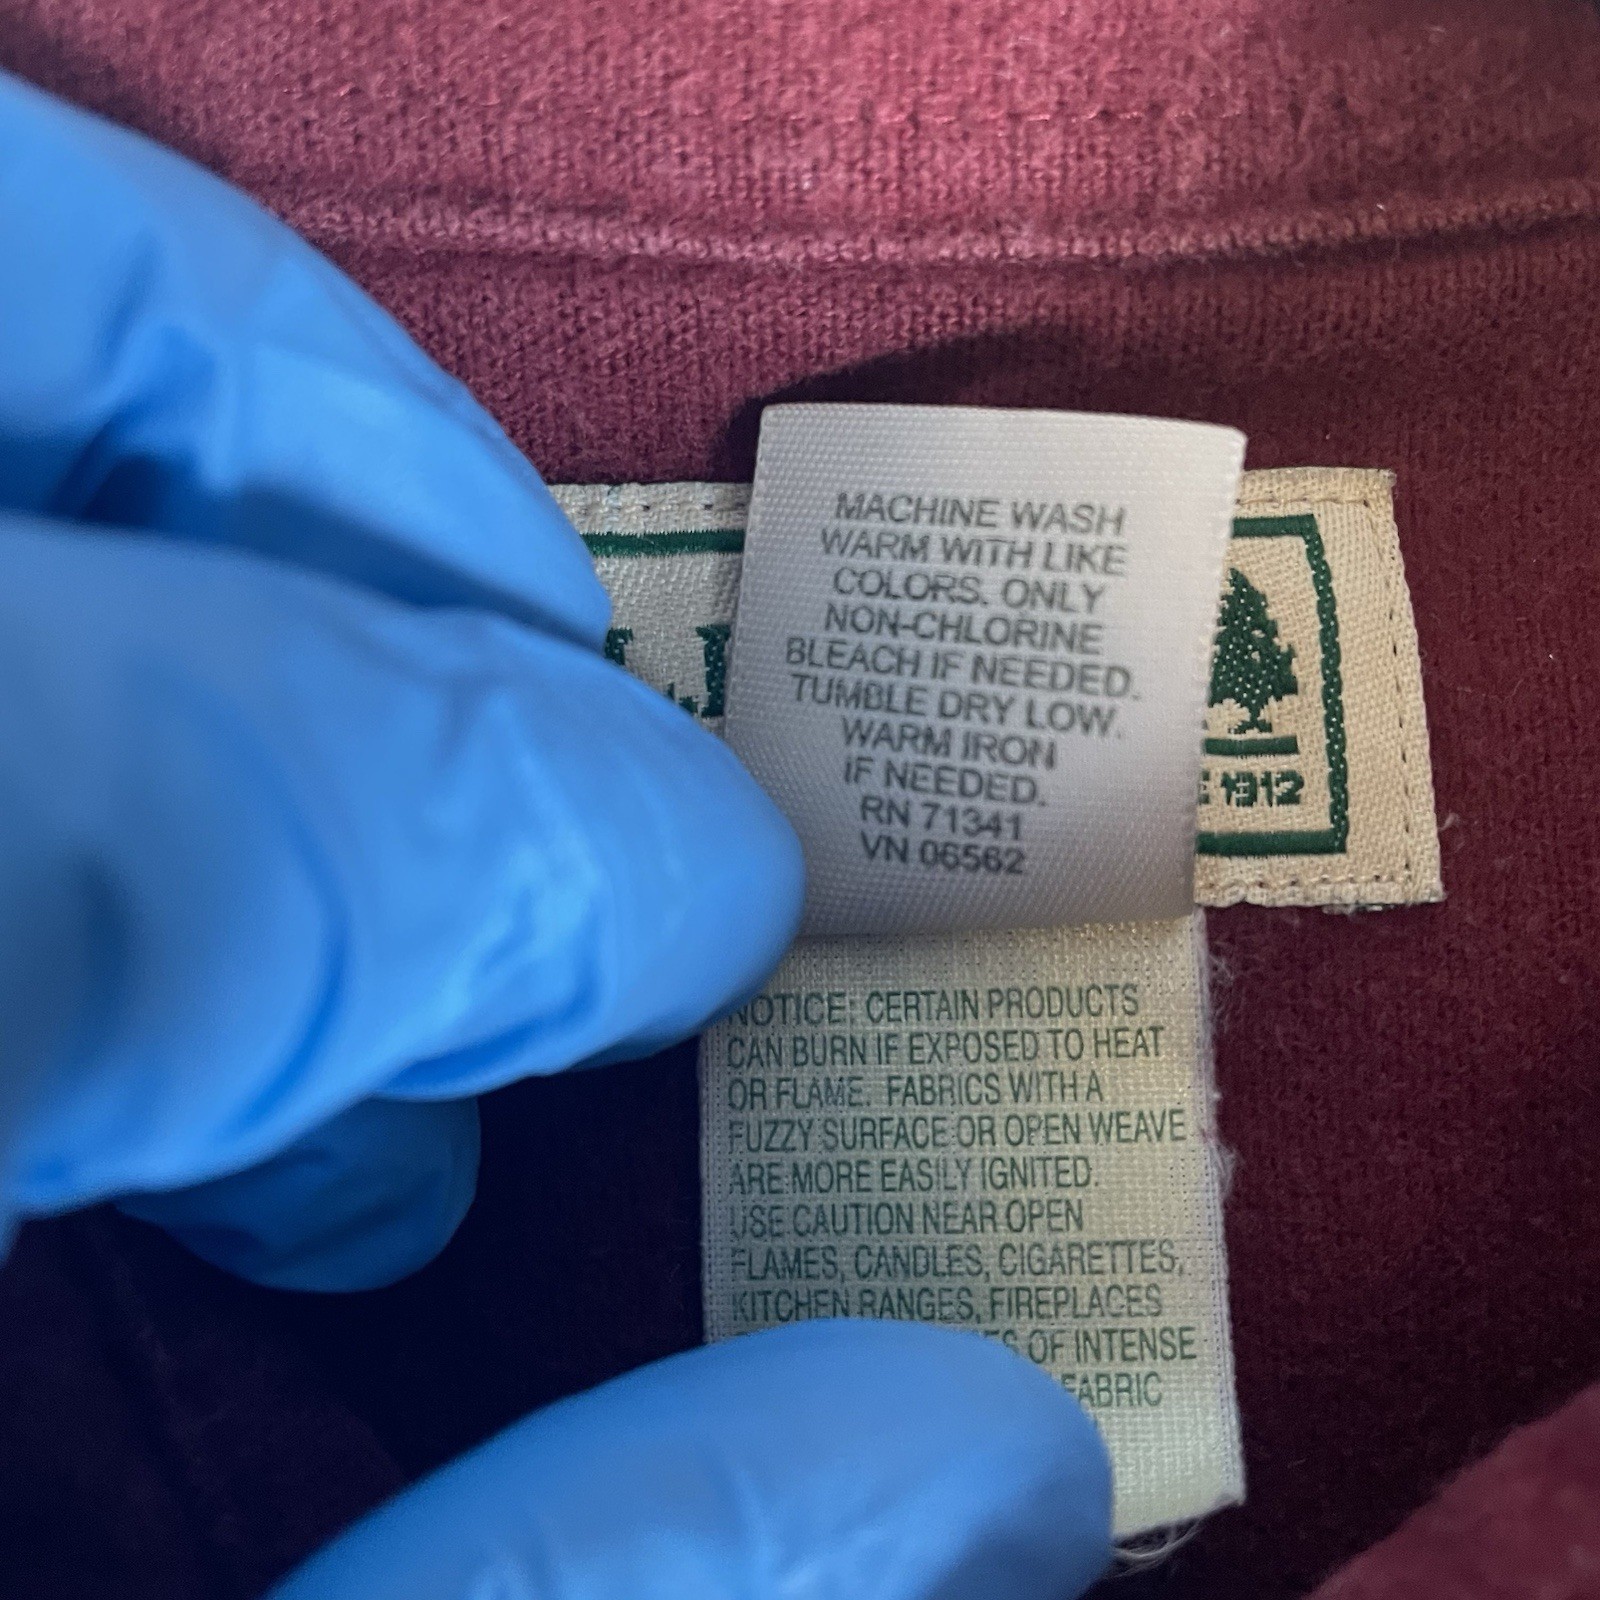 MACHINE WASH
WARM WITH LIKE
COLORS. ONLY
NON-CHLORINE
BLEACH IF NEEDED.
TUMBLE DRY LOW.
WARM IRON
IF NEEDED.
RN 71341
VN 06562
1912
NOTICE: CERTAIN PRODUCTS
CAN BURN IF EXPOSED TO HEAT
OR FLAME. FABRICS WITH A
FUZZY SURFACE OR OPEN WEAVE
ARE MORE EASILY IGNITED.
USE CAUTION NEAR OPEN
FLAMES, CANDLES, CIGARETTES,
KITCHEN RANGES, FIREPLACES
OF INTENSE
FABRIC